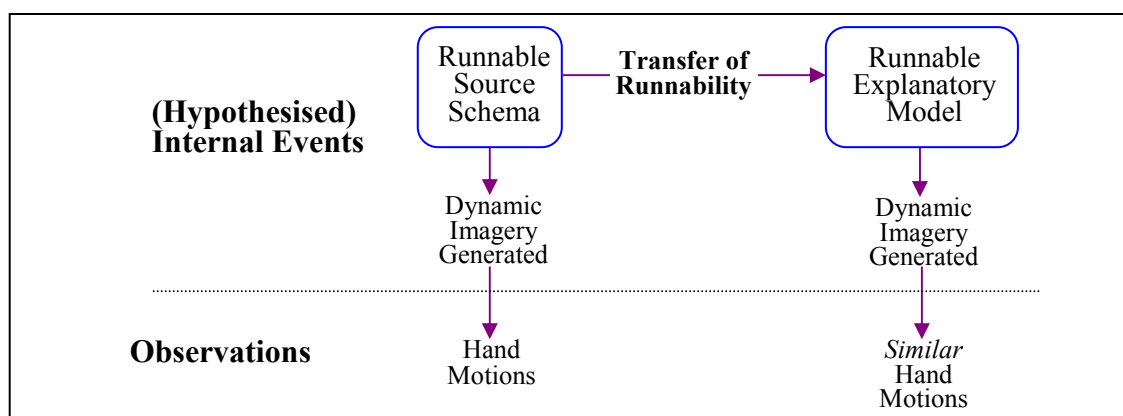 Runnable
Source
Schema
Transfer of
Runnability
Runnable
Explanatory
Model
(Hypothesised)
Internal Events
Dynamic
Imagery
Generated
Dynamic
Imagery
Generated
Observations
Hand
Motions
Similar
Hand
Motions